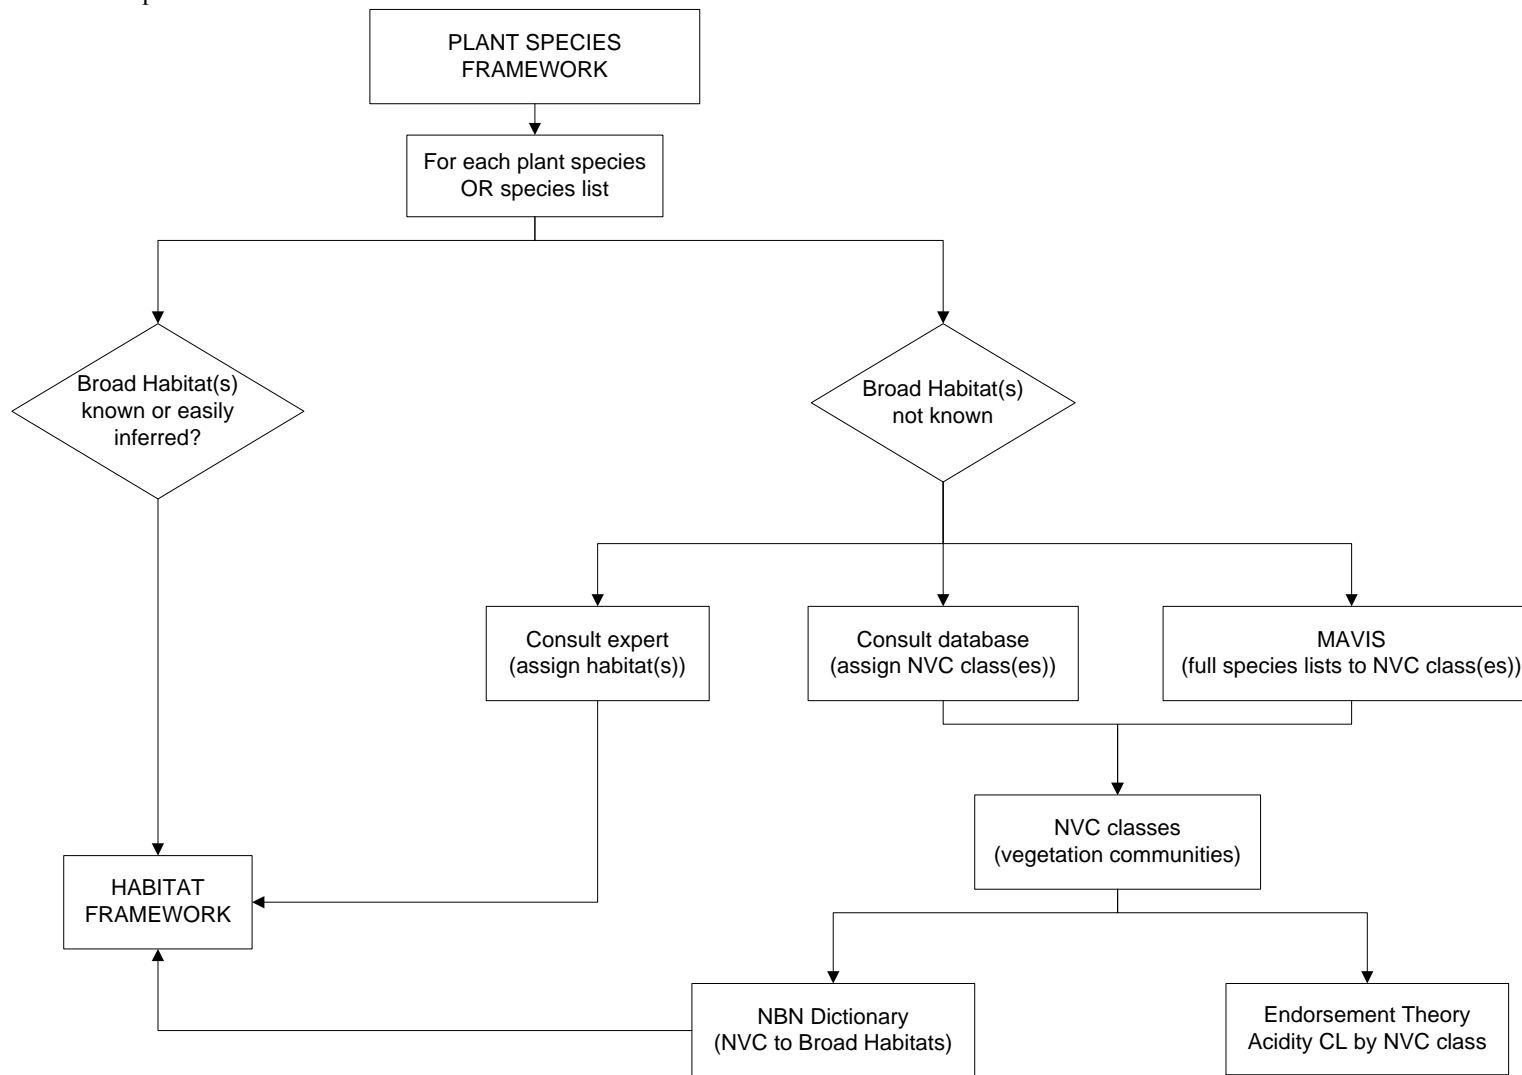 PLANT SPECIES
FRAMEWORK
For each plant species
OR species list
Broad Habitat(s)
known or easily
inferred?
Broad Habitat(s)
not known
Consult expert
(assign habitat(s))
Consult database
(assign NVC class(es))
MAVIS
(full species lists to NVC class(es))
NVC classes
(vegetation communities)
HABITAT
FRAMEWORK
NBN Dictionary
(NVC to Broad Habitats)
Endorsement Theory
Acidity CL by NVC class